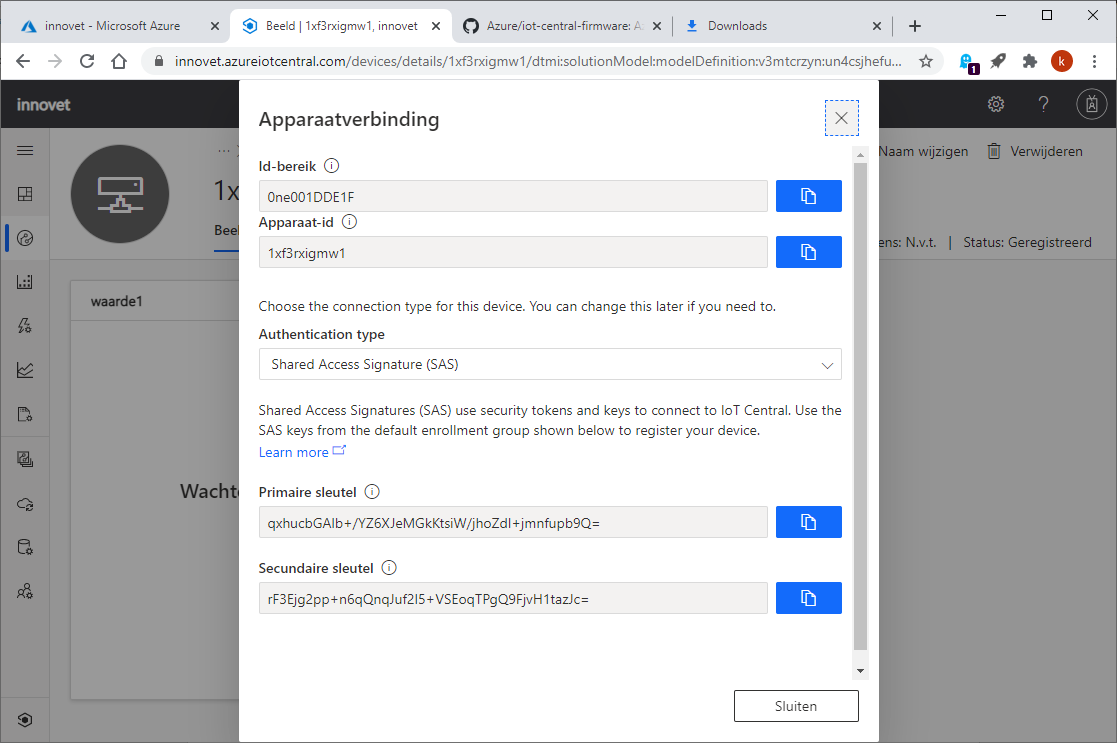 innovet - Microsoft Azure
Beeld | 1xf3rxigmw1, innovet
Azure/iot-central-firmware: Az
Downloads
innovet.azureiotcentral.com/devices/details/1xf3rxigmw1/dtmi:solutionModel:modelDefinition:v3mtcrzyn:un4csjhefu...
1
k
innovet
?
Apparaatverbinding
... 
Naam wijzigen
Verwijderen
1x
Beel
ens: N.v.t. | Status: Geregistreerd
waarde1
Wachte
Id-bereik
0ne001DDE1F
Apparaat-id
1xf3rxigmw1
Choose the connection type for this device. You can change this later if you need to.
Authentication type
Shared Access Signature (SAS)
Shared Access Signatures (SAS) use security tokens and keys to connect to IoT Central. Use the
SAS keys from the default enrollment group shown below to register your device.
Learn more
Primaire sleutel
qxhucbGAIb+/YZ6XJeMGkKtsiW/jhoZdI+jmnfupb9Q=
Secundaire sleutel
rF3Ejg2pp+n6qQnqJuf2I5+VSEoqTPgQ9FjvH1tazJc=
Sluiten